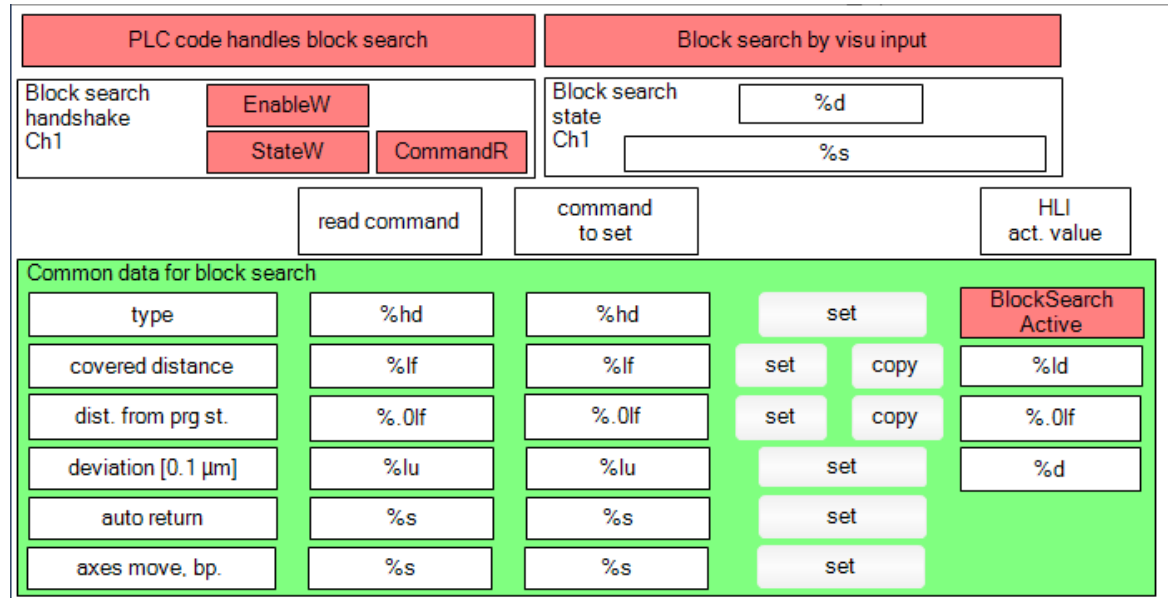 PLC code handles block search
Block search by visu input
Block search
handshake
Ch1
EnableW
StateW
CommandR
Block search
state
Ch1
%d
%s
read command
command
to set
HLI
act. value
Common data for block search
type
%hd
%hd
set
BlockSearch
Active
covered distance
%lf
%lf
set
copy
%ld
dist. from prg st.
%.0lf
%.0lf
set
copy
%.0lf
deviation [0.1 µm]
%lu
%lu
set
%d
auto return
%s
%s
set
axes move, bp.
%s
%s
set